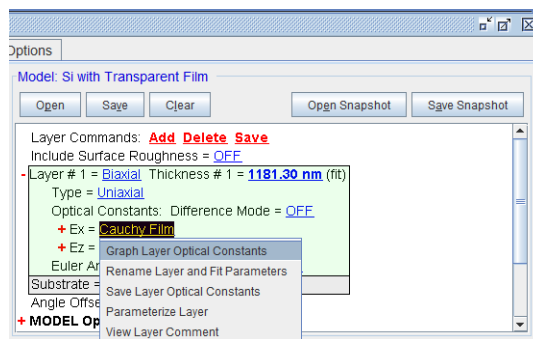 Options
Model: Si with Transparent Film
Open Save Clear Open Snapshot Save Snapshot
Layer Commands: Add Delete Save
Include Surface Roughness = OFF
- Layer # 1 = Biaxial Thickness # 1 = 1181.30 nm (fit)
Type = Uniaxial
Optical Constants: Difference Mode = OFF
+ Ex = Cauchy Film
+ Ez =
Euler
Substrate =
Angle
+ MODEL
Graph Layer Optical Constants
Rename Layer and Fit Parameters
Save Layer Optical Constants
Parameterize Layer
View Layer Comment